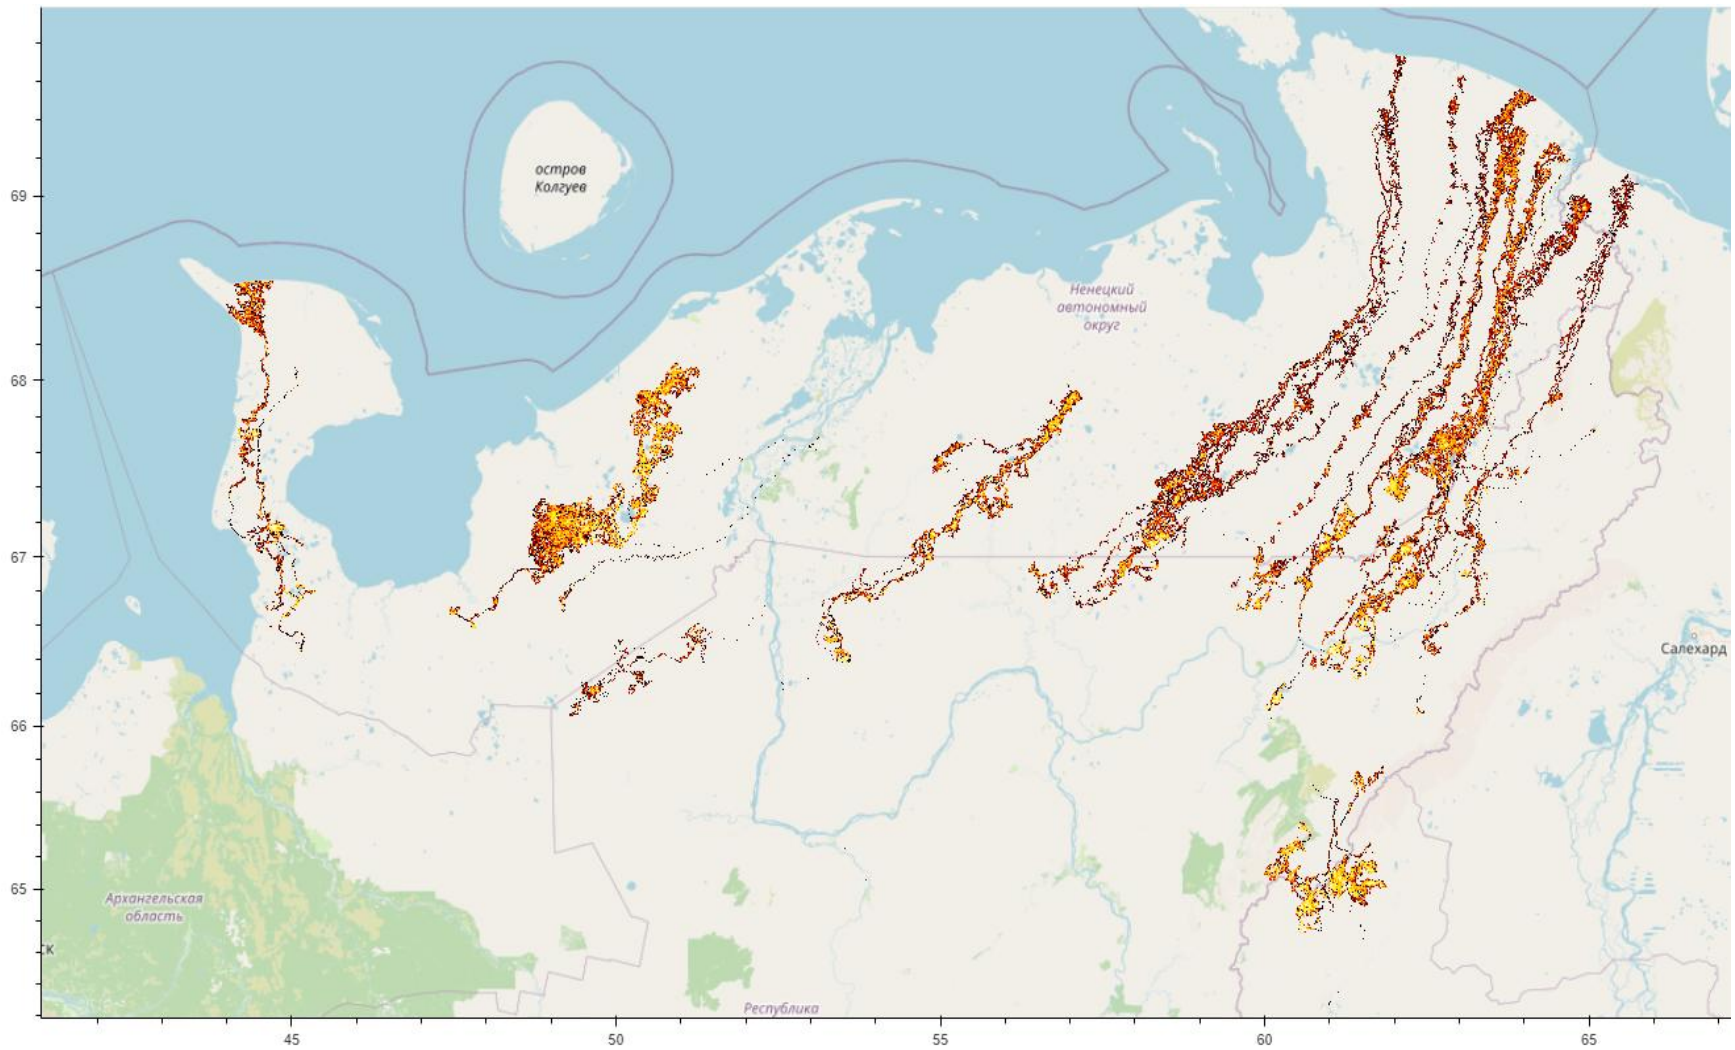 остров
Колгуев
69
Ненецкий
автономный
округ
68
67
Салехард
66
65
Архангельская
область
ск
Республика
45
50
55
60
65